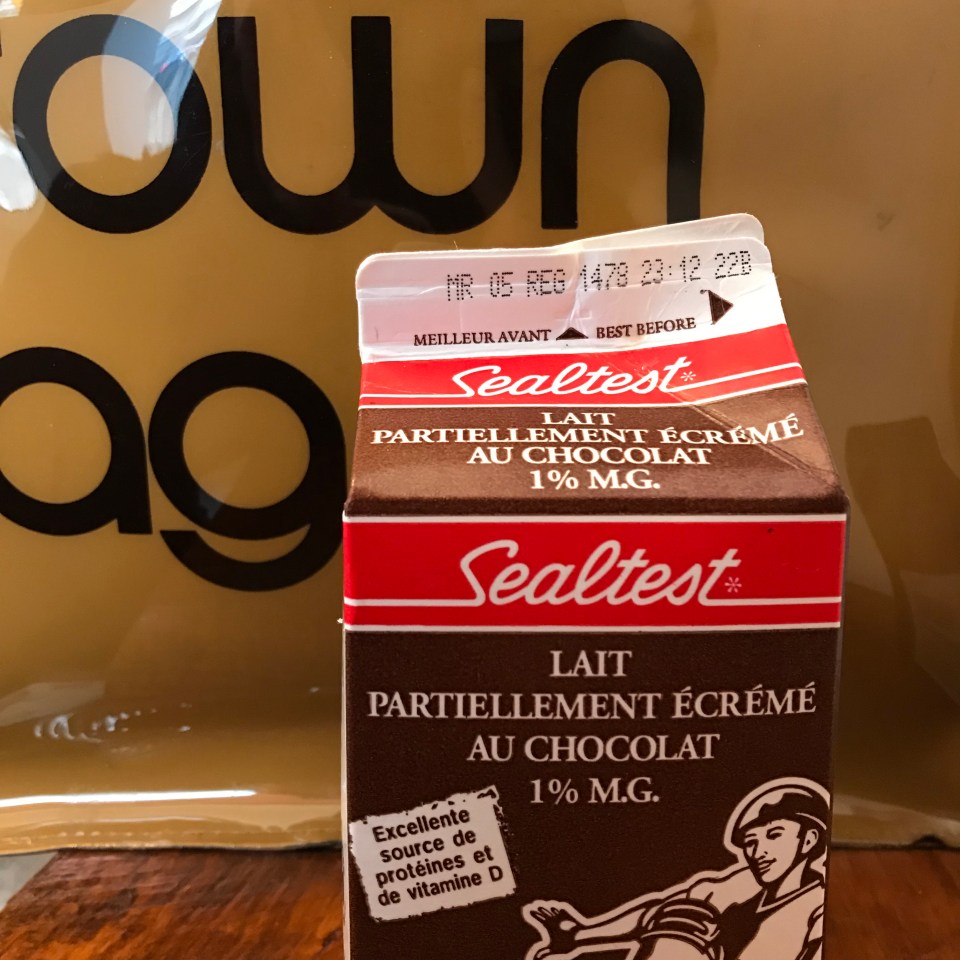 own
ag
MR 05 REG 1478 23:12 22B
MEILLEUR AVANT ▲ BEST BEFORE
Sealtest*
LAIT
PARTIELLEMENT ÉCRÉMÉ
AU CHOCOLAT
1% M.G.
Sealtest*
LAIT
PARTIELLEMENT ÉCRÉMÉ
AU CHOCOLAT
1% M.G.
Excellente
source de
protéines et
de vitamine D